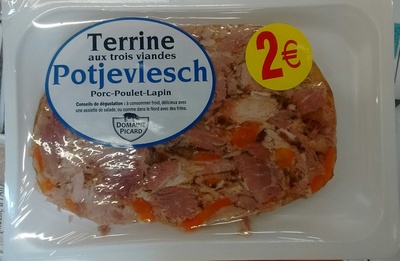 Terrine
aux trois viandes
Potjevlesch
Porc-Poulet-Lapin
Conseils de dégustation : à consommer froid, délicieux avec
une assiette de salade, ou comme dans le Nord avec des frites.
DOMAINE
PICARD
2€